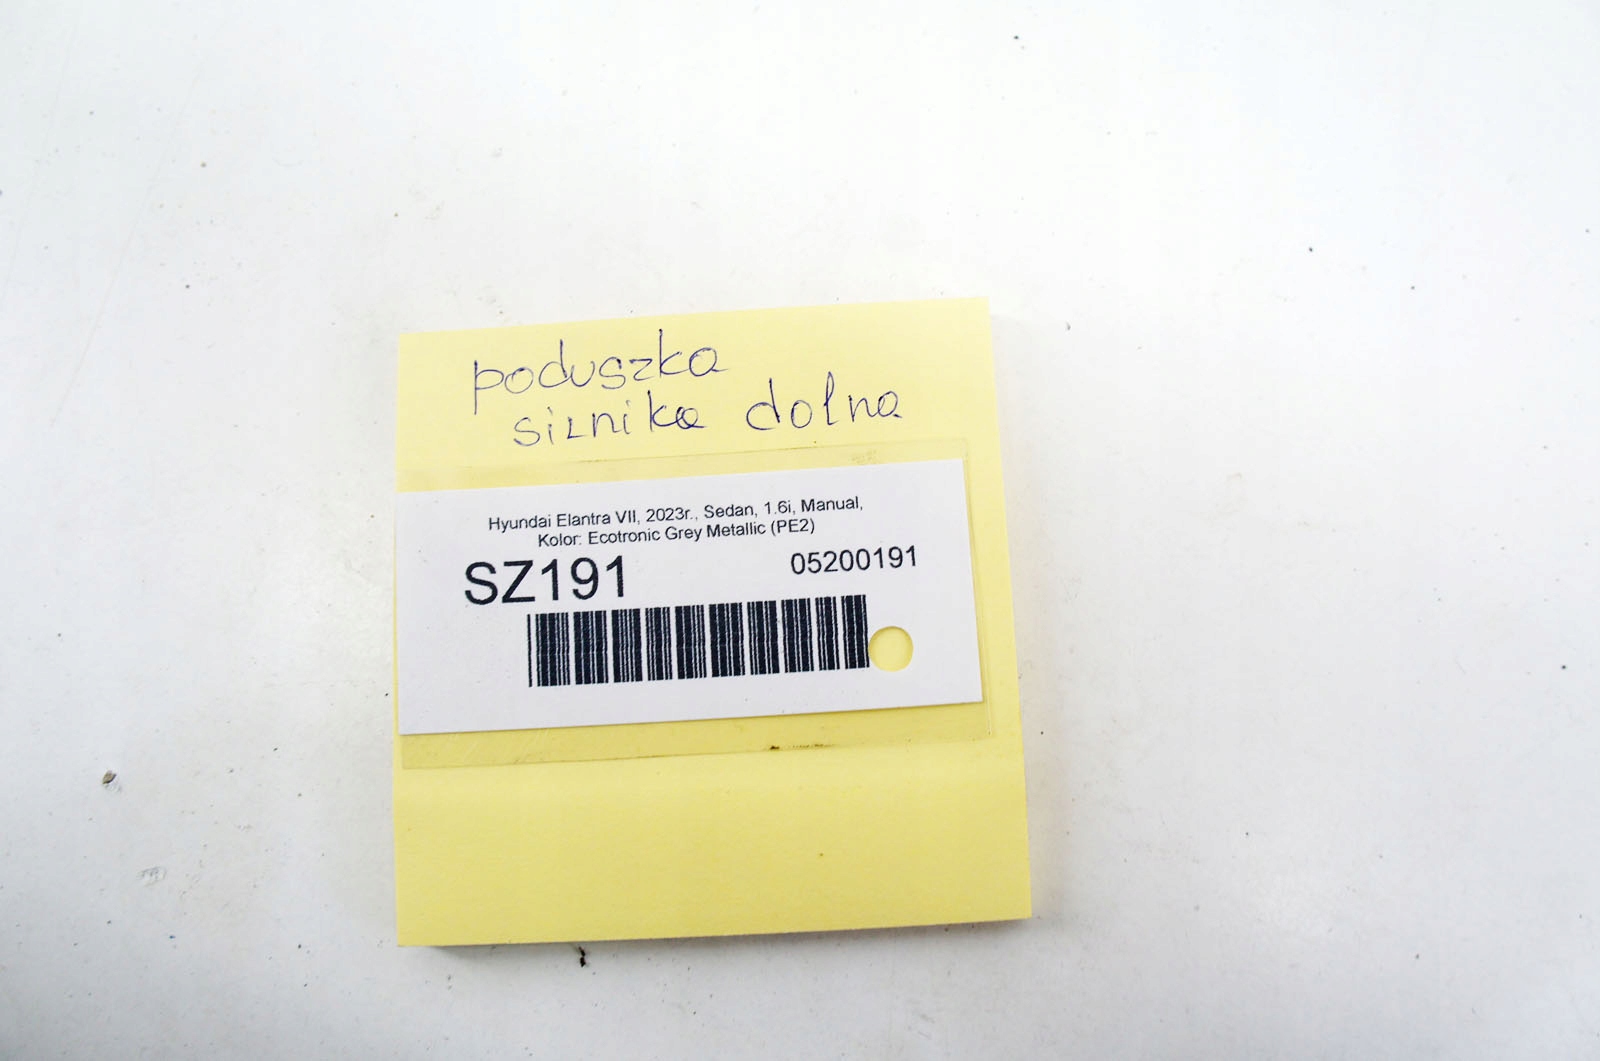 poduszka
silnika dolna
Hyundai Elantra VII, 2023r., Sedan, 1.6i, Manual,
Kolor: Ecotronic Grey Metallic (PE2)
SZ191 05200191